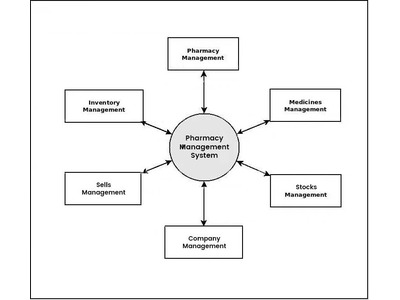 Pharmacy
Management
Inventory
Management
Medicines
Management
Pharmacy
Management
System
Sells
Management
Stocks
Management
Company
Management